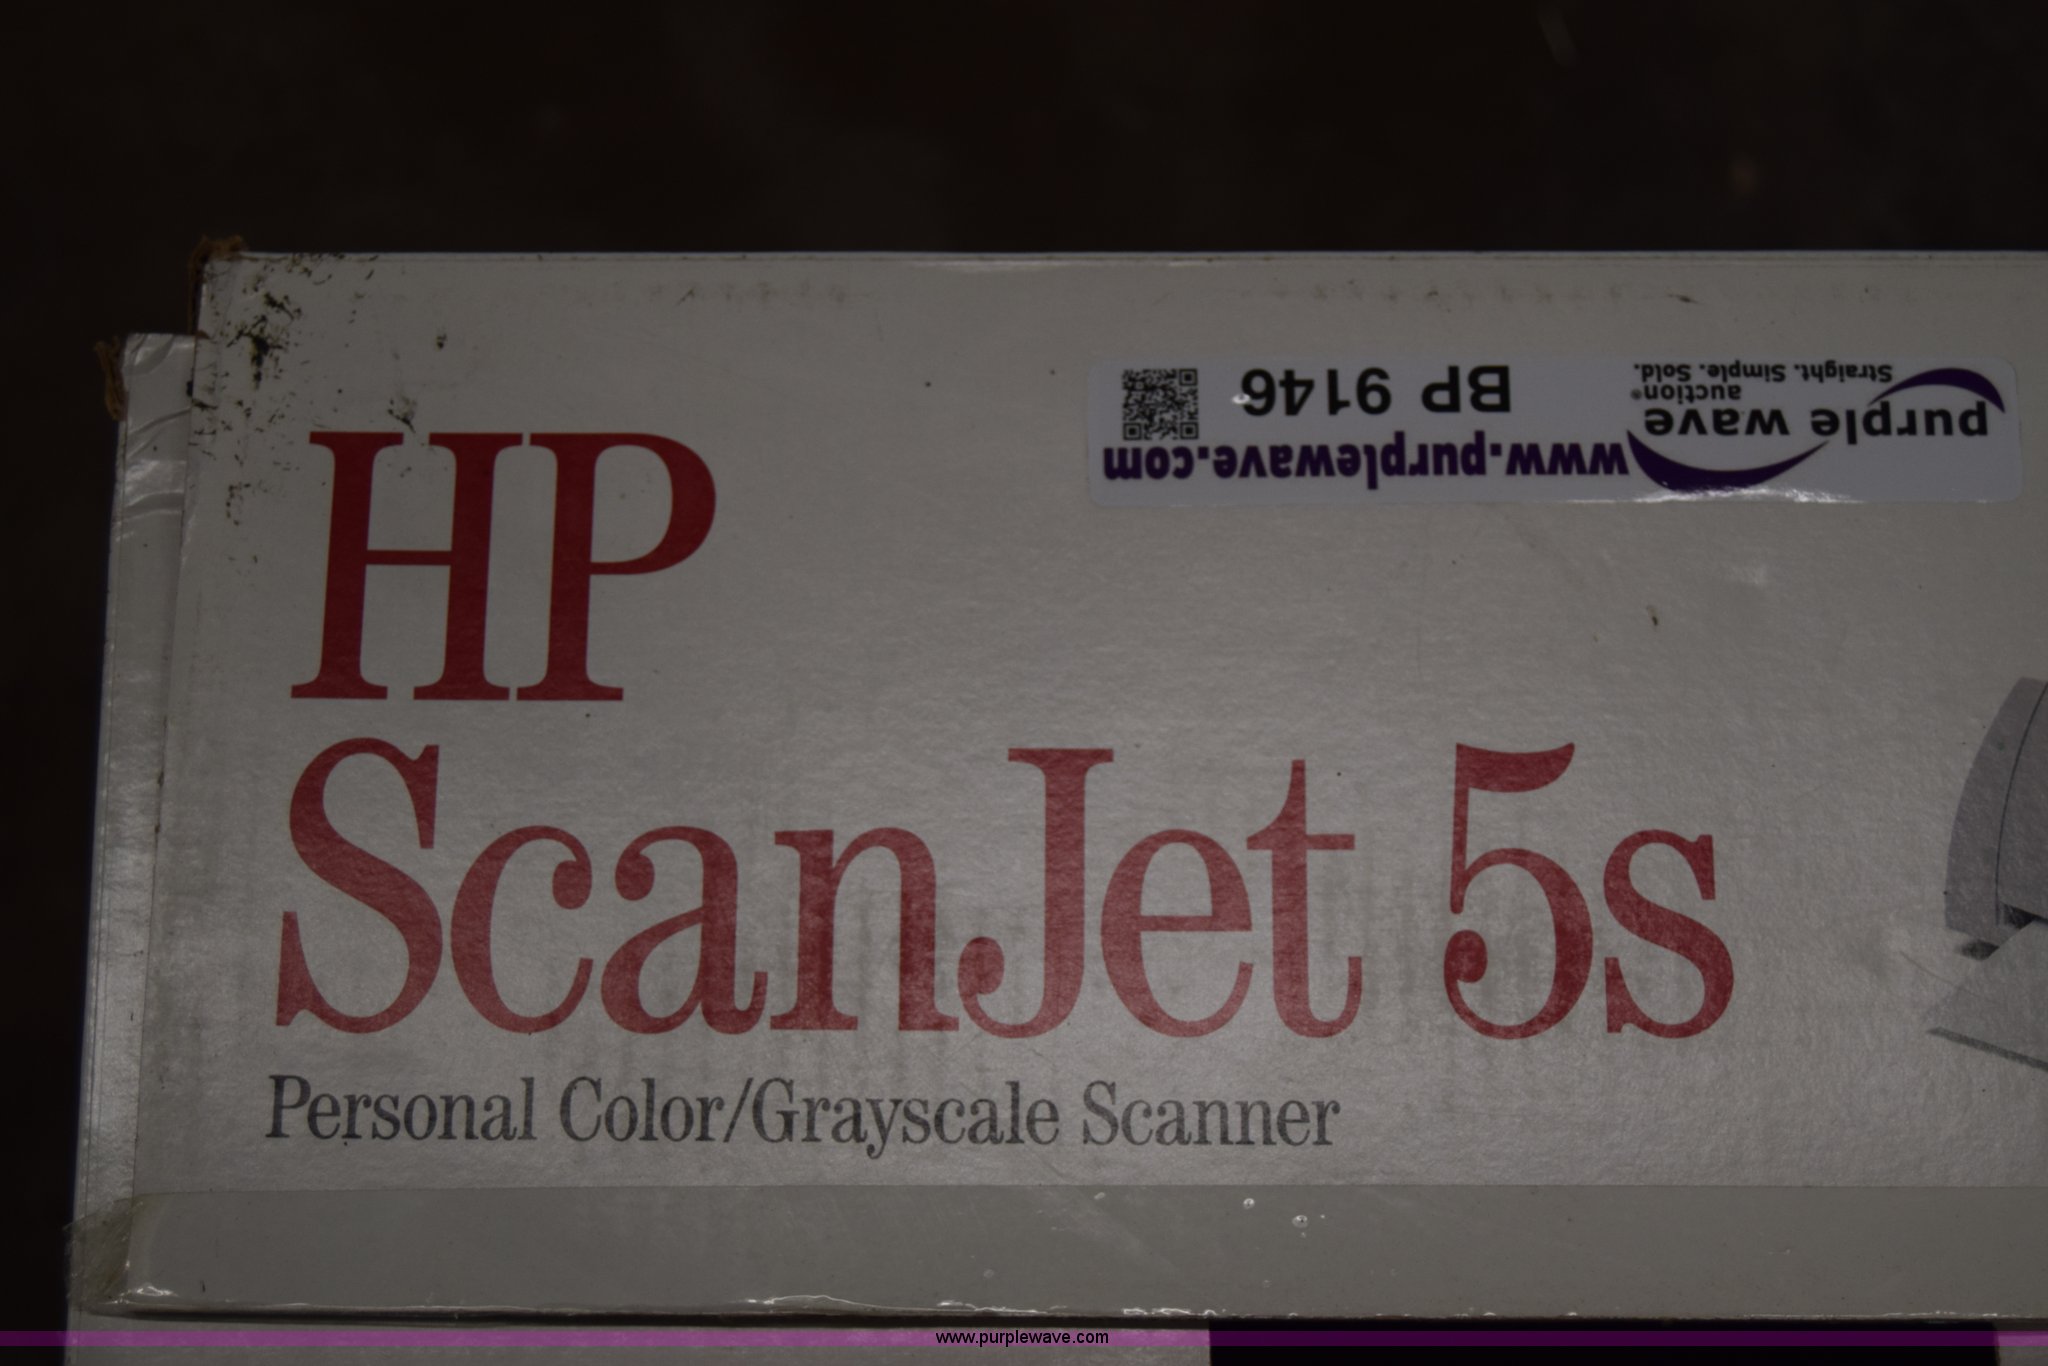 www.purplewave.com
BP 9146
purple wave
auction®
Straight. Simple. Sold.
HP
ScanJet 5s
Personal Color/Grayscale Scanner
www.purplewave.com